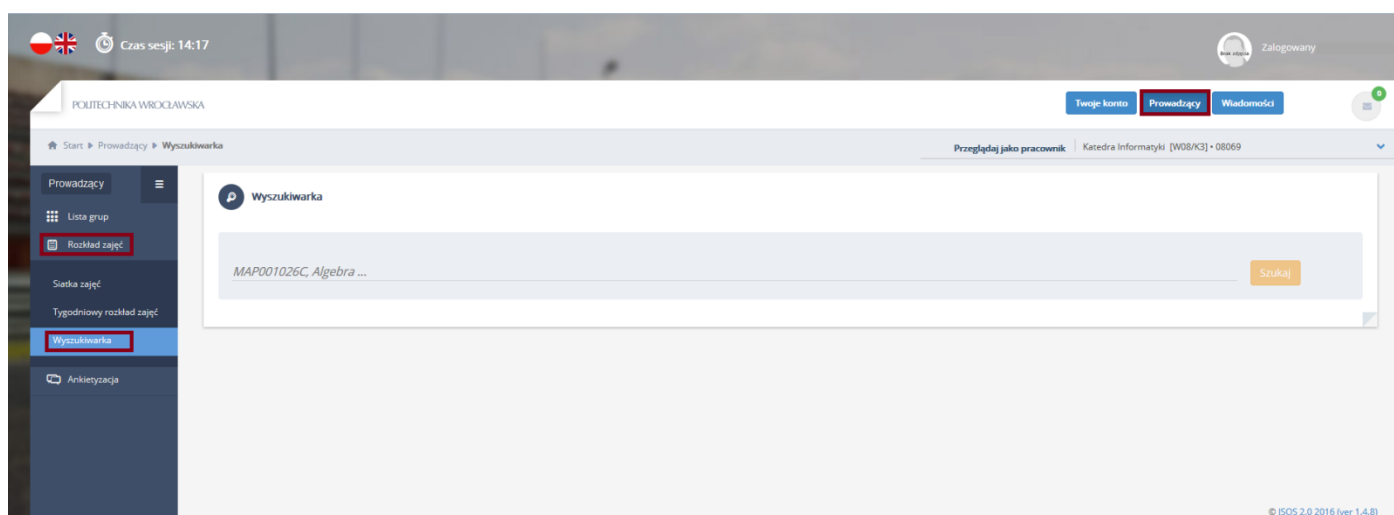 Czas sesji: 14:17
Zalogowany
POLITECHNIKA WROCŁAWSKA
Twoje konto Prowadzący Wiadomości 0
Start Prowadzący Wyszukiwarka
Przeglądaj jako pracownik Katedra Informatyki [W08/K3] • 08069
Prowadzący
Lista grup
Rozkład zajęć
Siatka zajęć
Tygodniowy rozkład zajęć
Wyszukiwarka
Ankietyzacja
Wyszukiwarka
MAP001026C, Algebra ...
Szukaj
© ISOS 2.0 2016 (ver 1.4.8)